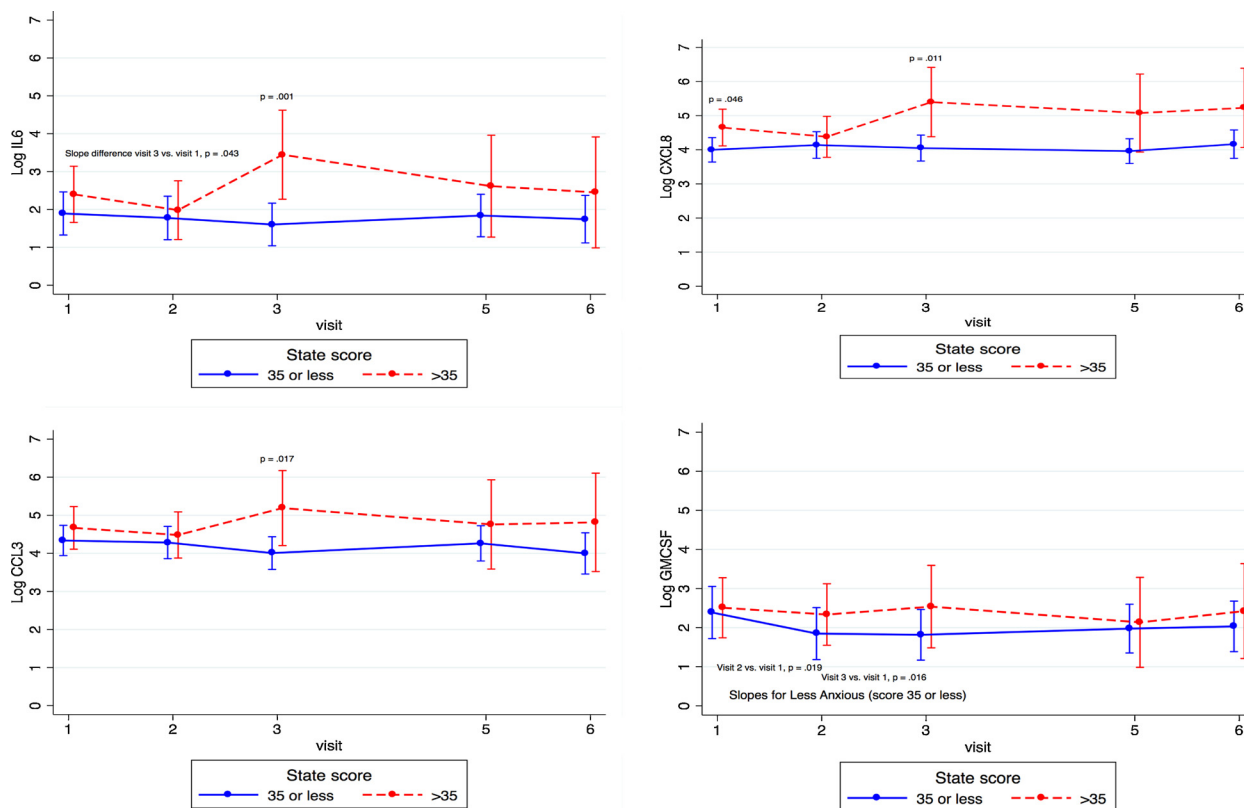 7
6
5
4
3
2
1
0
Log IL6
p = .001
Slope difference visit 3 vs. visit 1, p = .043
1 2 3 5 6
visit
State score
35 or less >35
7
6
5
4
3
2
1
0
Log CXCL8
p = .011
p = .046
1 2 3 5 6
visit
State score
35 or less >35
7
6
5
4
3
2
1
0
Log CCL3
p = .017
1 2 3 5 6
visit
State score
35 or less >35
7
6
5
4
3
2
1
0
Log GMCSF
Visit 2 vs. visit 1, p = .019
Visit 3 vs. visit 1, p = .016
Slopes for Less Anxious (score 35 or less)
1 2 3 5 6
visit
State score
35 or less >35